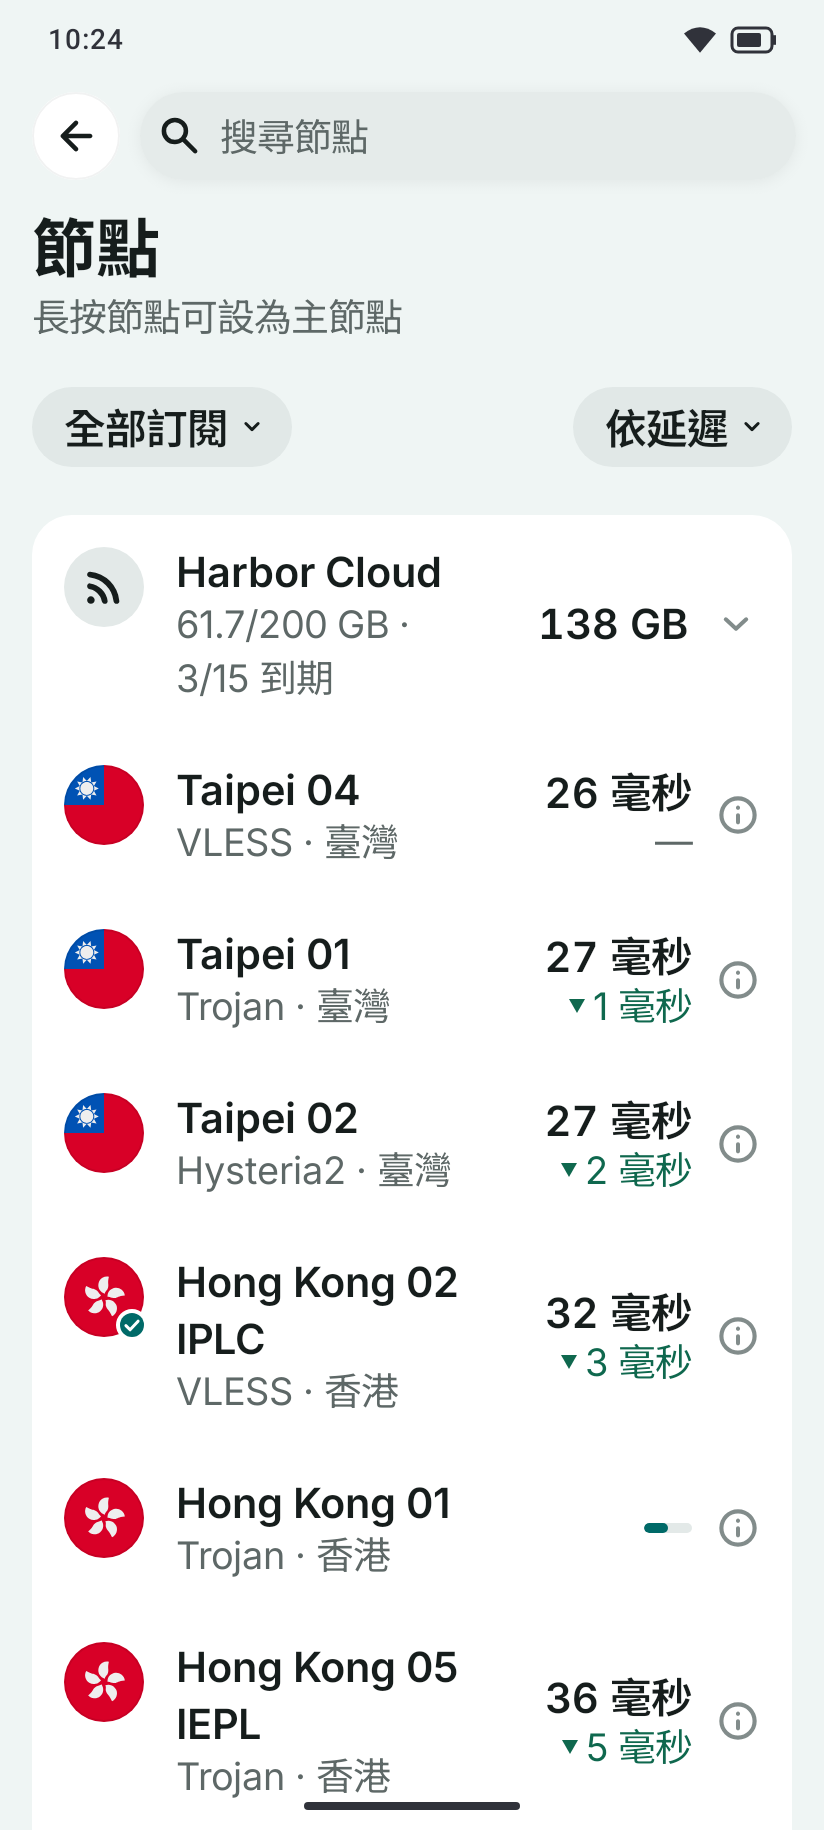 10:24
搜尋節點
節點
長按節點可設為主節點
全部訂閱
依延遲
Harbor Cloud
61.7/200 GB ·
3/15 到期
138 GB
Taipei 04
VLESS · 臺灣
26 毫秒
—
Taipei 01
Trojan · 臺灣
27 毫秒
▼1 毫秒
Taipei 02
Hysteria2 · 臺灣
27 毫秒
▼2 毫秒
Hong Kong 02
IPLC
VLESS · 香港
32 毫秒
▼3 毫秒
Hong Kong 01
Trojan · 香港
Hong Kong 05
IEPL
Trojan · 香港
36 毫秒
▼5 毫秒